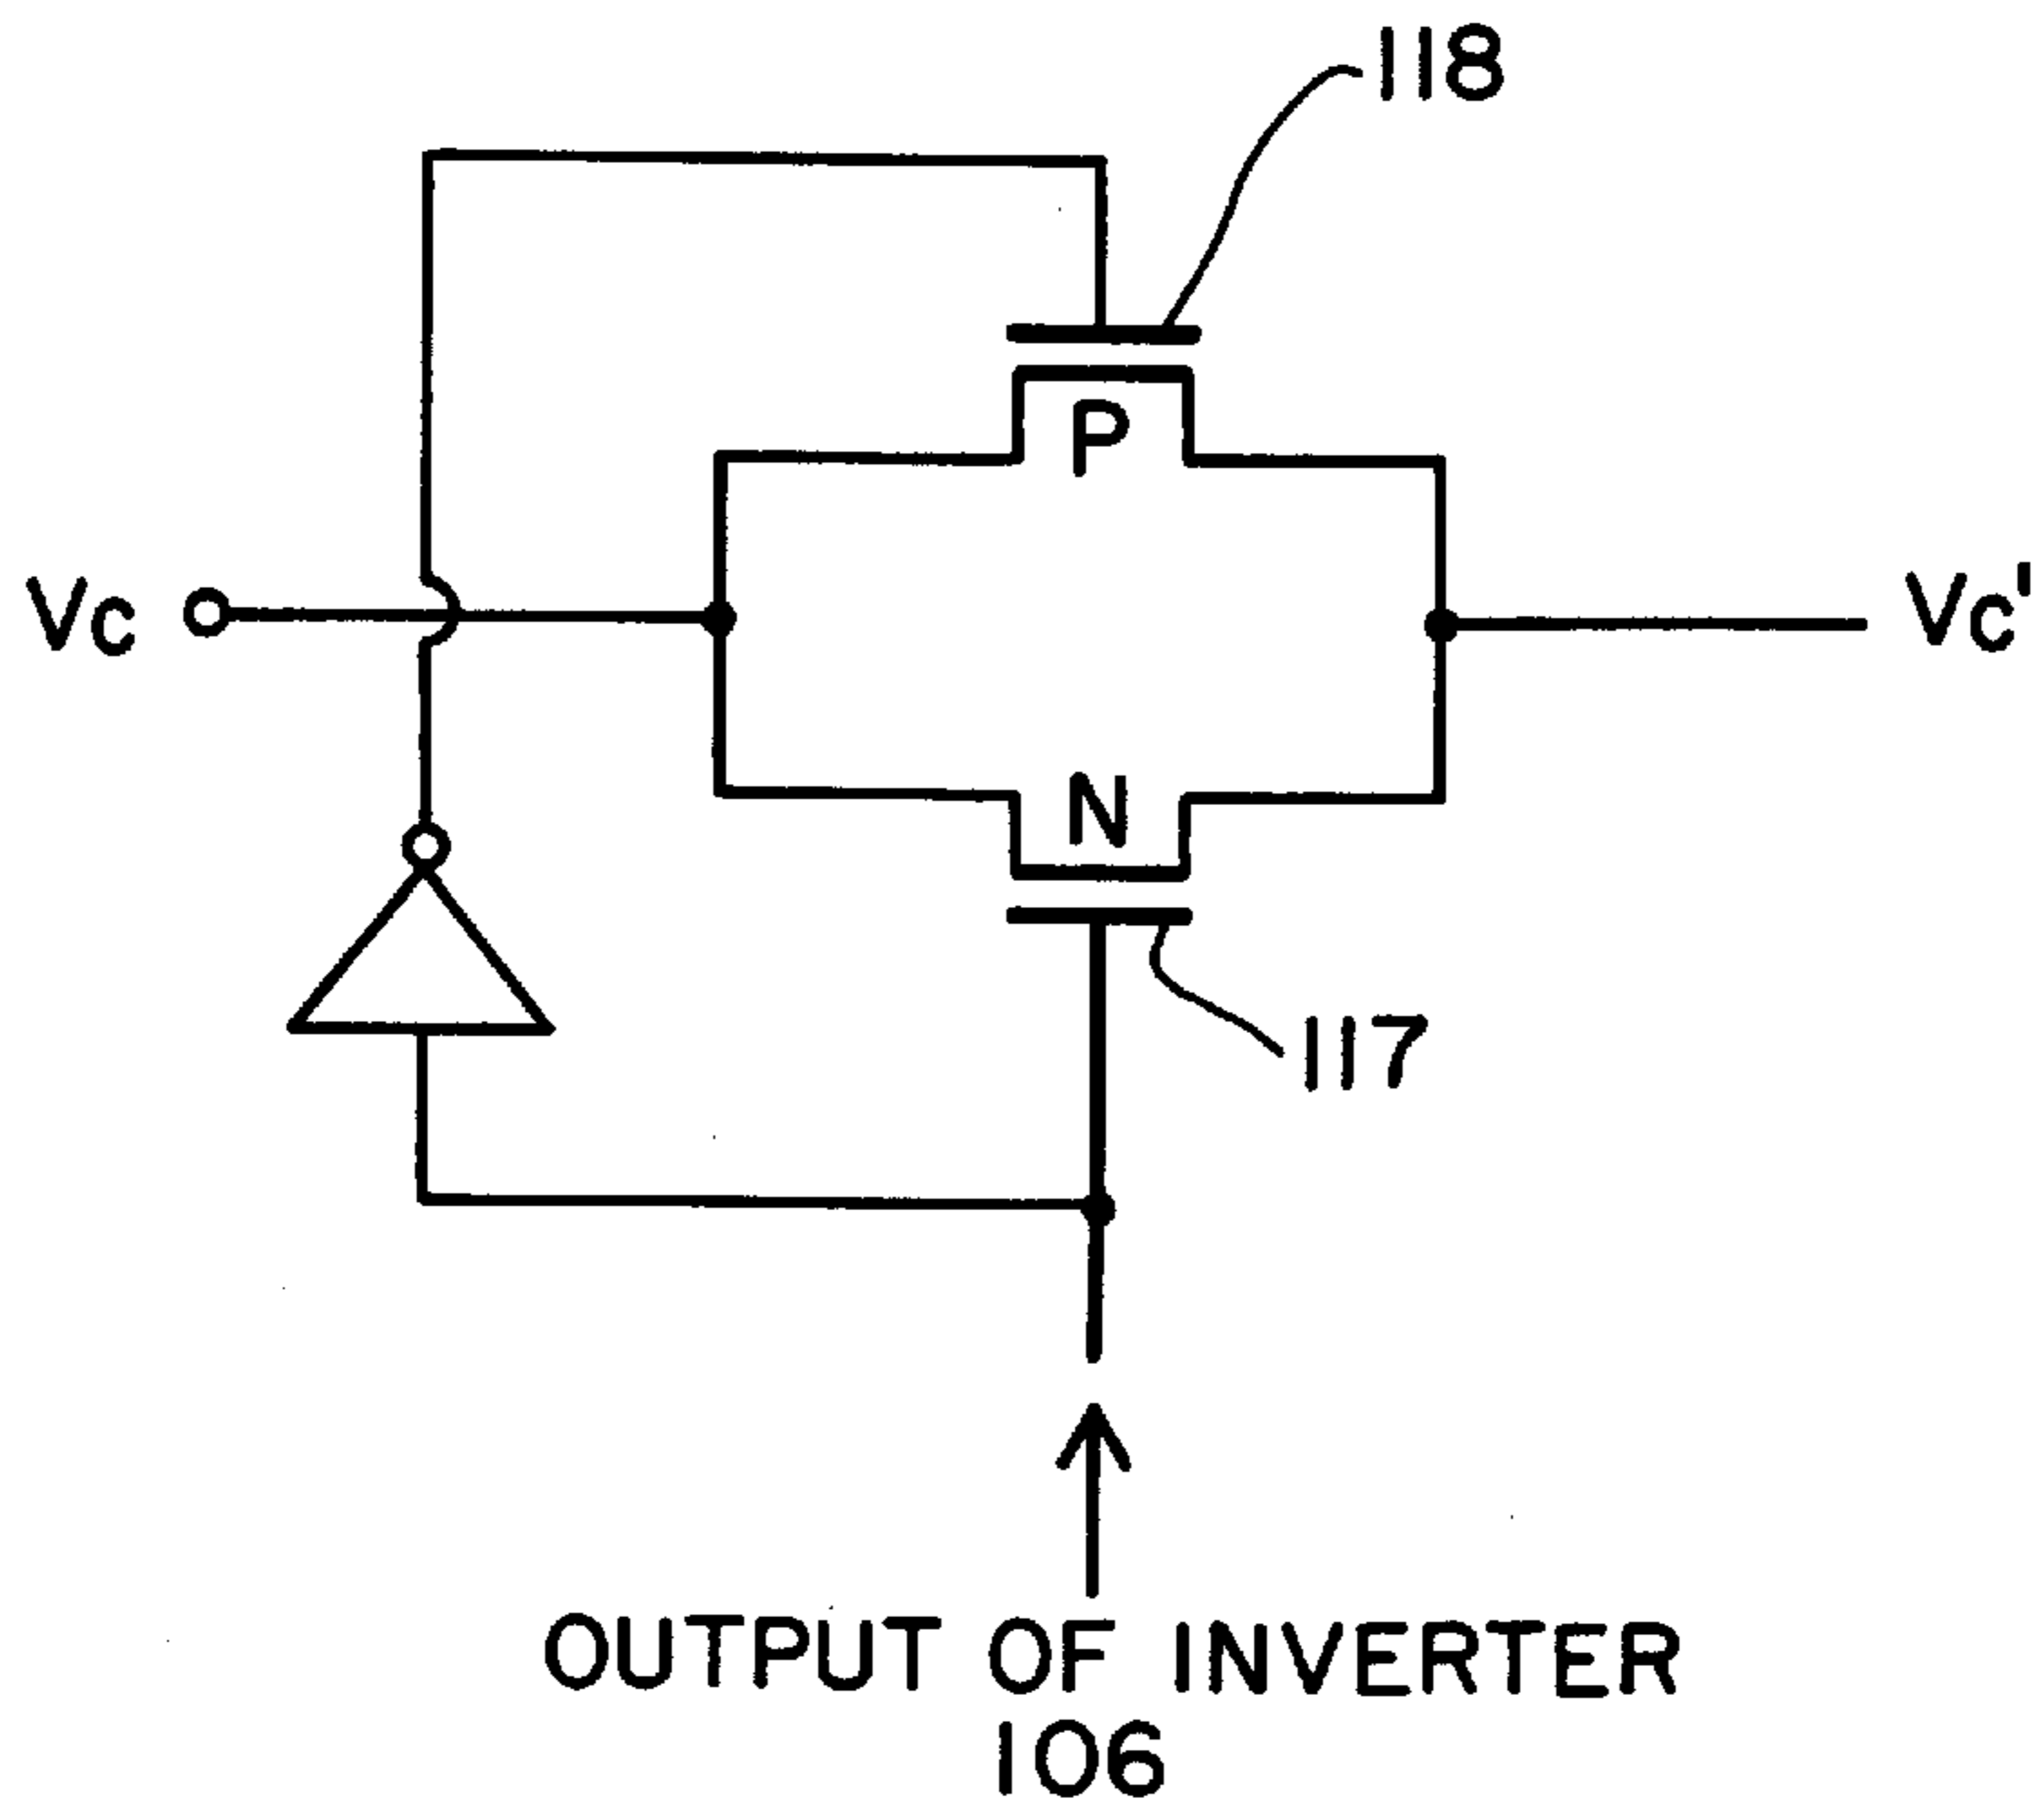 118
P
Vc
Vc'
N
117
OUTPUT OF INVERTER
106